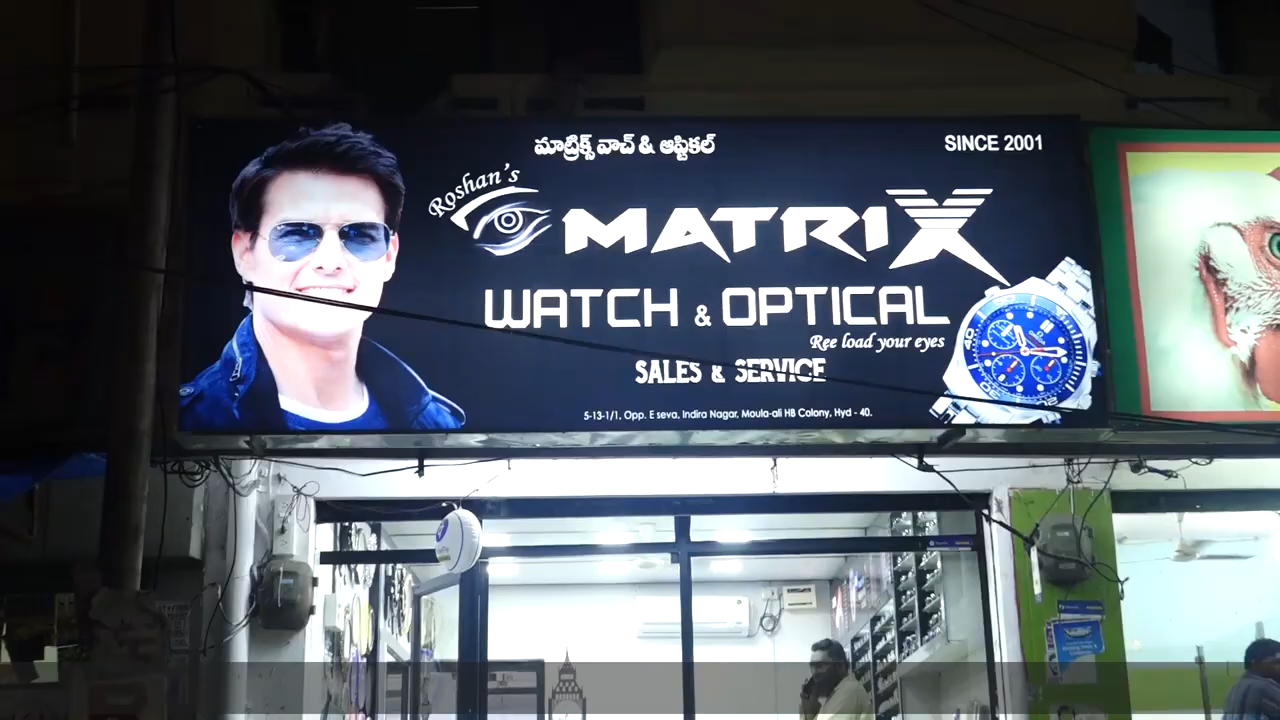 మాట్రిక్స్ వాచ్ & ఆప్టికల్
SINCE 2001
Roshan's
MATRIX
WATCH & OPTICAL
Ree load your eyes
SALES & SERVICE
5-13-1/1, Opp. E seva, Indira Nagar, Moula-ali HB Colony, Hyd - 40.